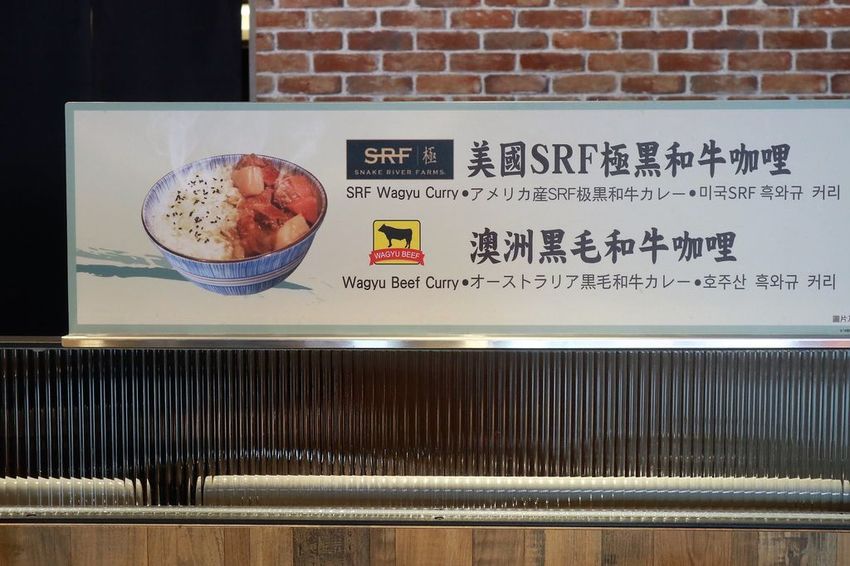 SRF 極 美國SRF極黑和牛咖哩
SNAKE RIVER FARMS.
SRF Wagyu Curry●アメリカ産SRF极黒和牛カレー●미국SRF 흑와규 커리
澳洲黑毛和牛咖哩
WAGYU BEEF
Wagyu Beef Curry●オーストラリア黒毛和牛カレー●호주산 흑와규 커리
圖片